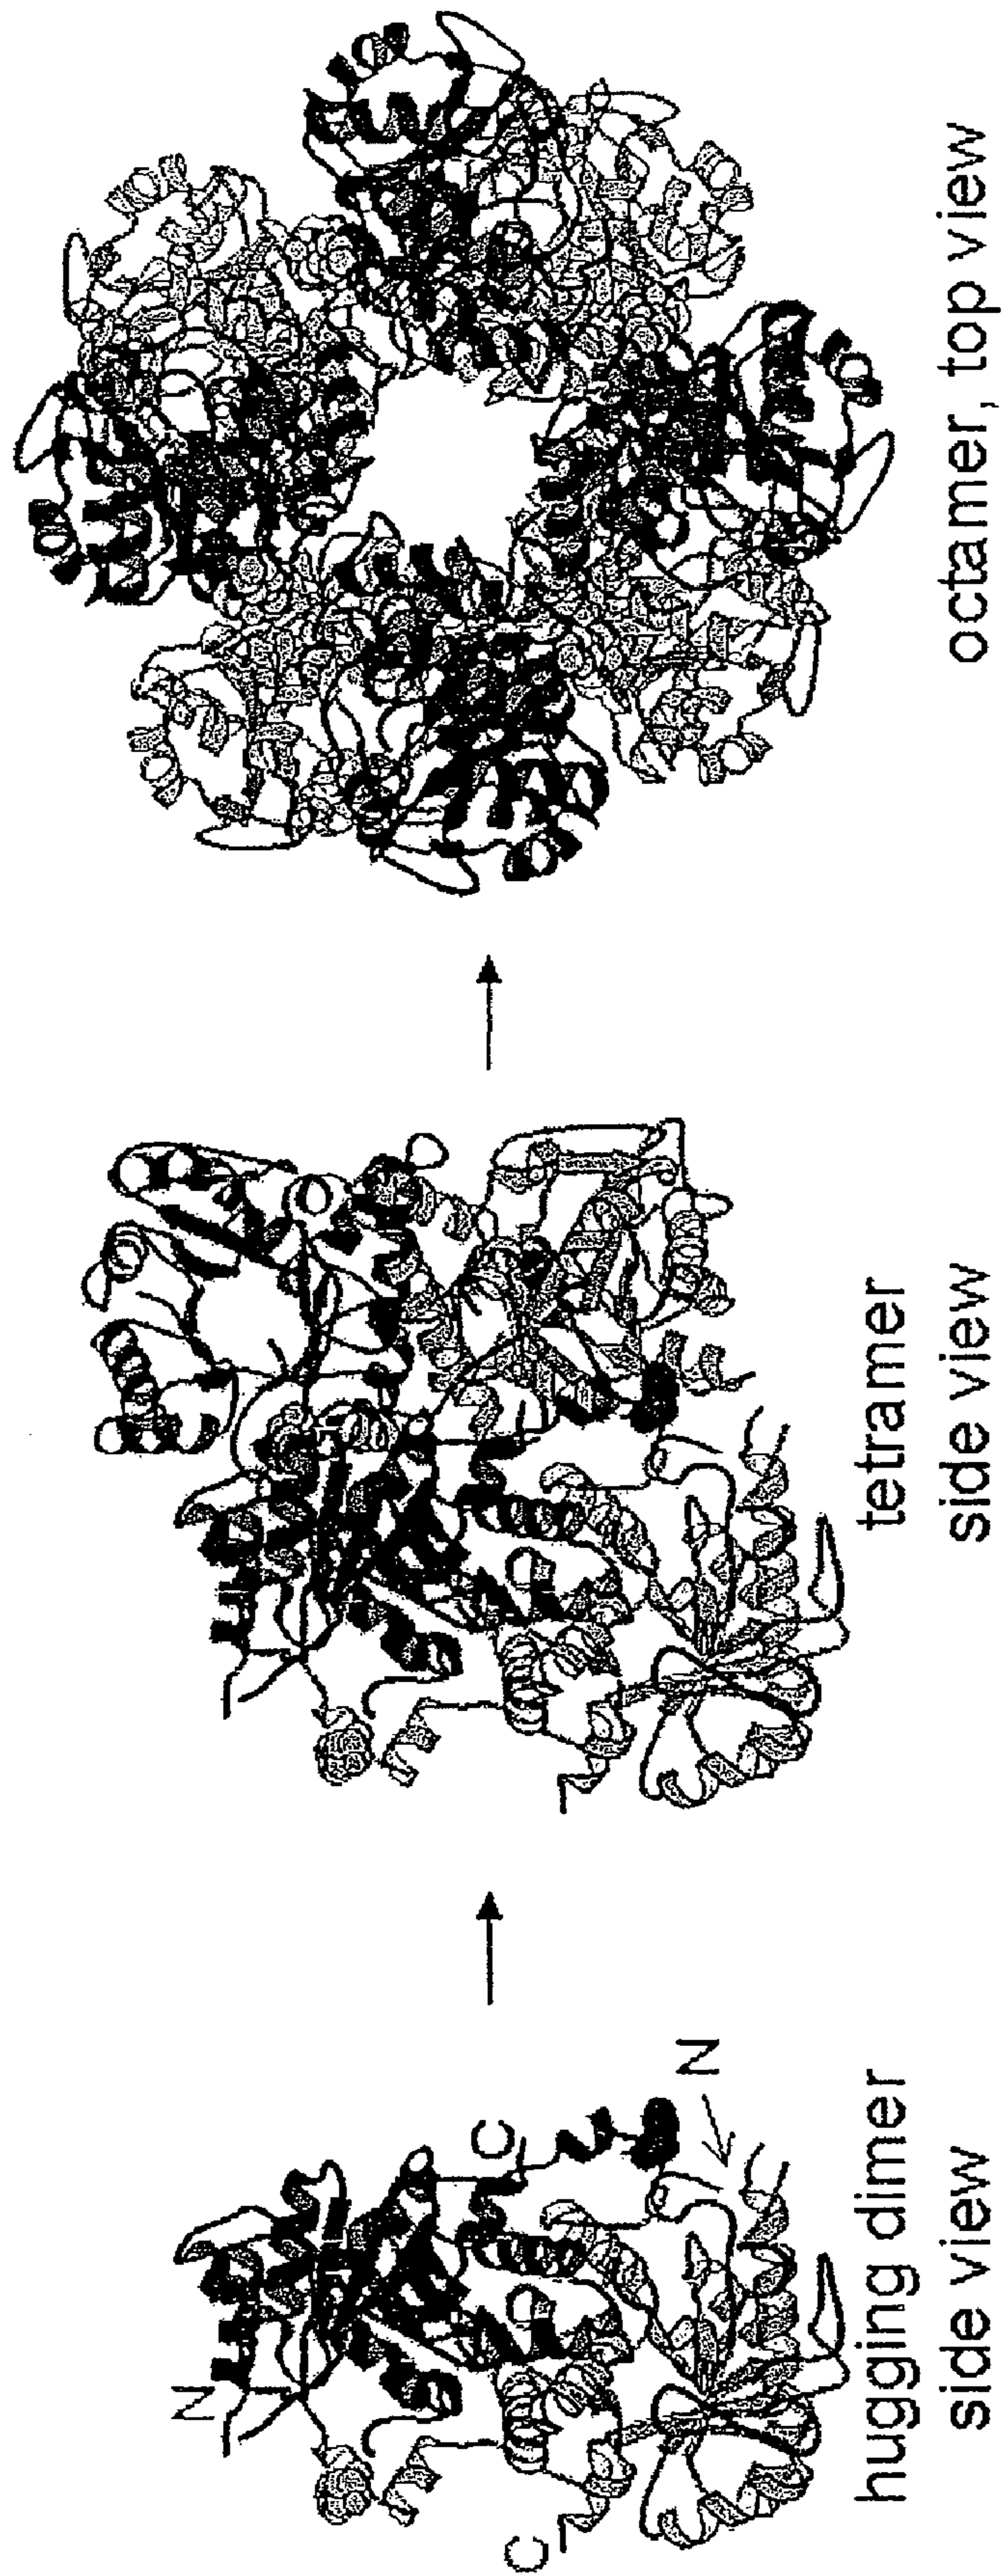 N
C
C
N
hugging dimer
side view
tetramer
side view
octamer, top view